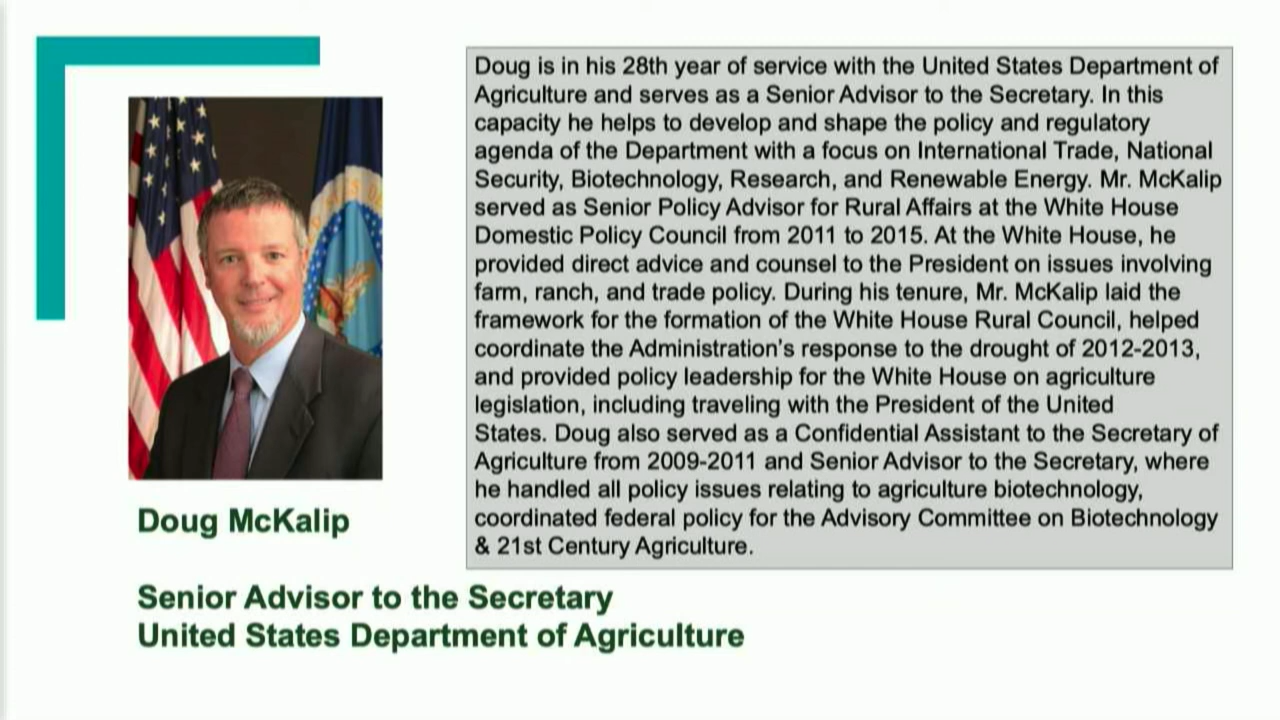 Doug is in his 28th year of service with the United States Department of
Agriculture and serves as a Senior Advisor to the Secretary. In this
capacity he helps to develop and shape the policy and regulatory
agenda of the Department with a focus on International Trade, National
Security, Biotechnology, Research, and Renewable Energy. Mr. McKalip
served as Senior Policy Advisor for Rural Affairs at the White House
Domestic Policy Council from 2011 to 2015. At the White House, he
provided direct advice and counsel to the President on issues involving
farm, ranch, and trade policy. During his tenure, Mr. McKalip laid the
framework for the formation of the White House Rural Council, helped
coordinate the Administration’s response to the drought of 2012-2013,
and provided policy leadership for the White House on agriculture
legislation, including traveling with the President of the United
States. Doug also served as a Confidential Assistant to the Secretary of
Agriculture from 2009-2011 and Senior Advisor to the Secretary, where
he handled all policy issues relating to agriculture biotechnology,
coordinated federal policy for the Advisory Committee on Biotechnology
& 21st Century Agriculture.
Doug McKalip
Senior Advisor to the Secretary
United States Department of Agriculture